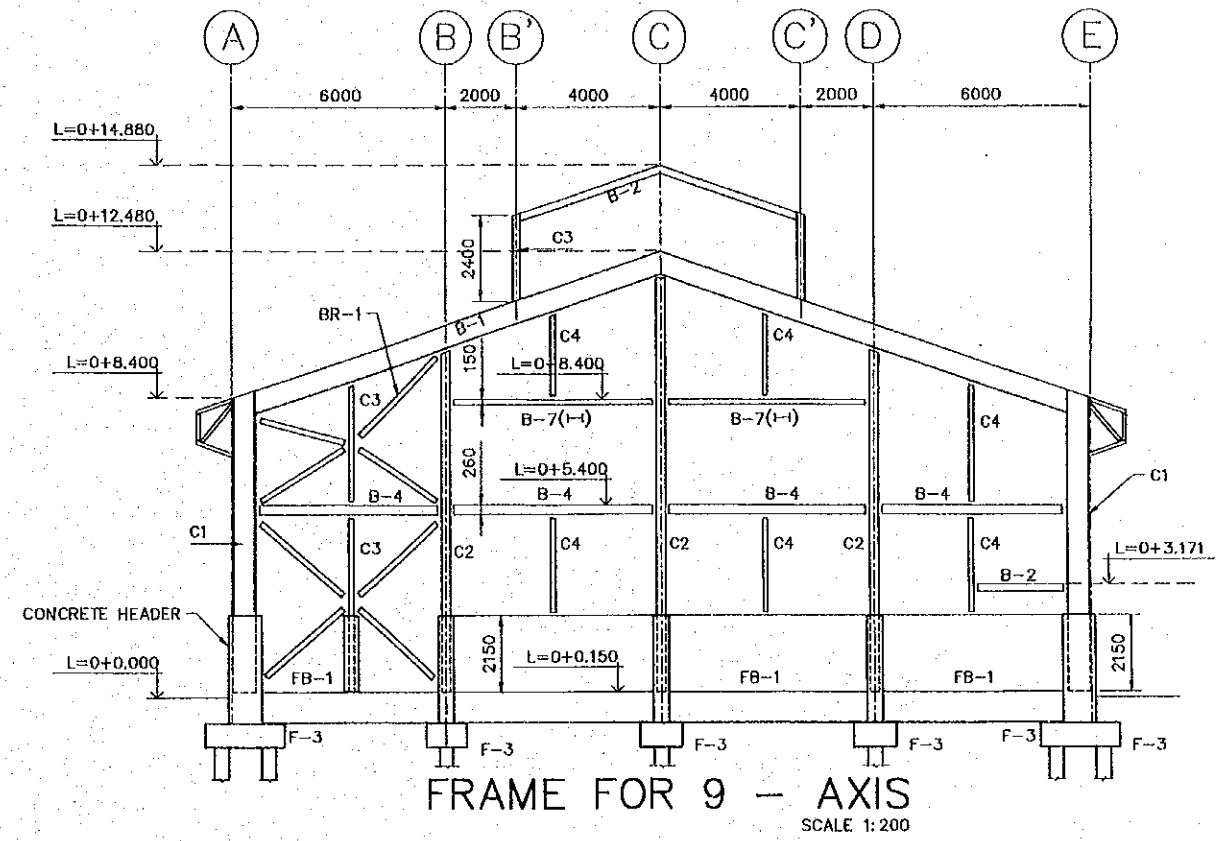 A B B' C C' D E
6000 2000 4000 4000 2000 6000
L=0+14.880
B-2
L=0+12.480
C3
2400
BR-1
B-1
C4 C4
150
L=0+8.400
L=0+8.400
C3
B-7(H) B-7(H)
C4
260
L=0+5.400
B-4 B-4 B-4 B-4
C1
C1
C3 C2 C4 C2 C4 C2 C4
L=0+3.171
B-2
CONCRETE HEADER
2150
L=0+0.150
2150
L=0+0.000
FB-1 FB-1 FB-1
F-3 F-3 F-3 F-3 F-3 F-3
FRAME FOR 9 - AXIS
SCALE 1:200